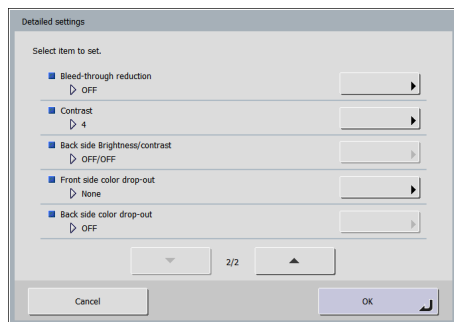 Detailed settings
Select item to set.
Bleed-through reduction
OFF
Contrast
4
Back side Brightness/contrast
OFF/OFF
Front side color drop-out
None
Back side color drop-out
OFF
2/2
Cancel
OK